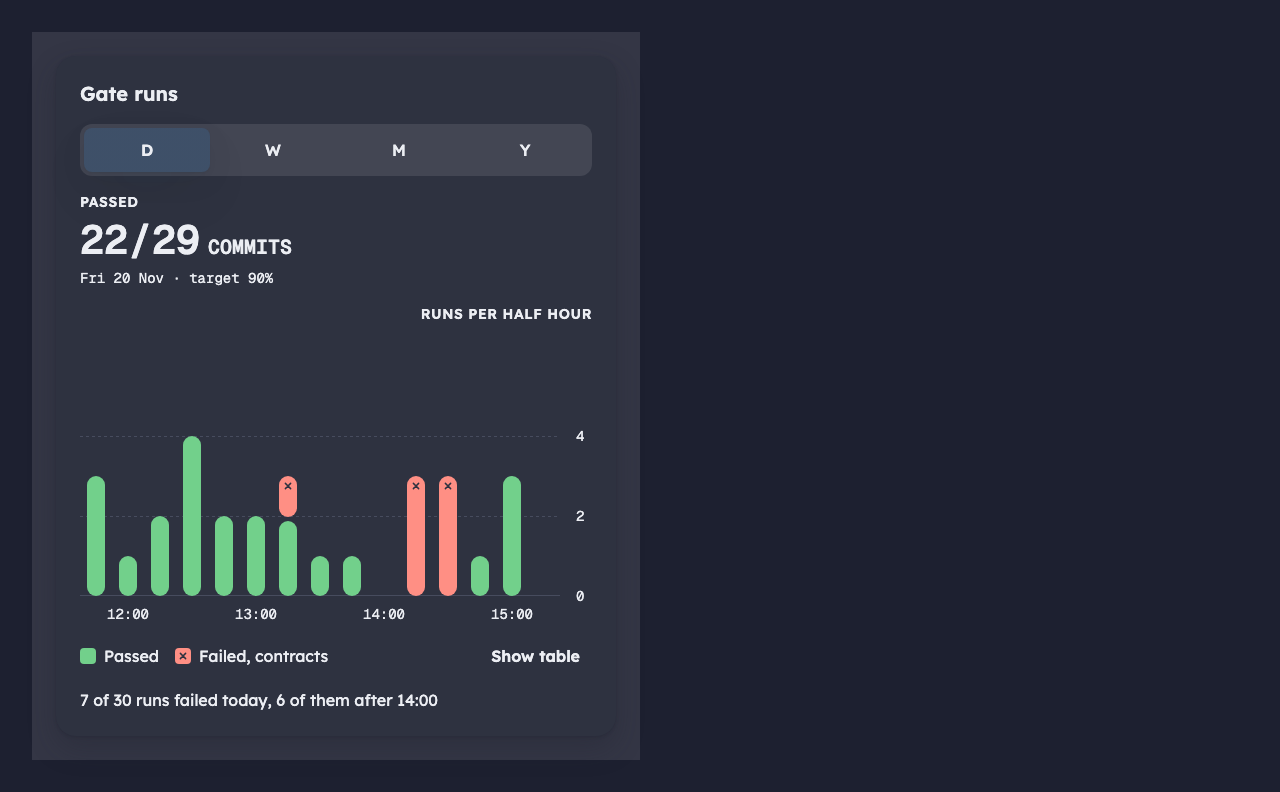 Gate runs
D W M Y
PASSED
22/29 COMMITS
Fri 20 Nov · target 90%
RUNS PER HALF HOUR
4
2
0
12:00 13:00 14:00 15:00
Passed Failed, contracts Show table
7 of 30 runs failed today, 6 of them after 14:00